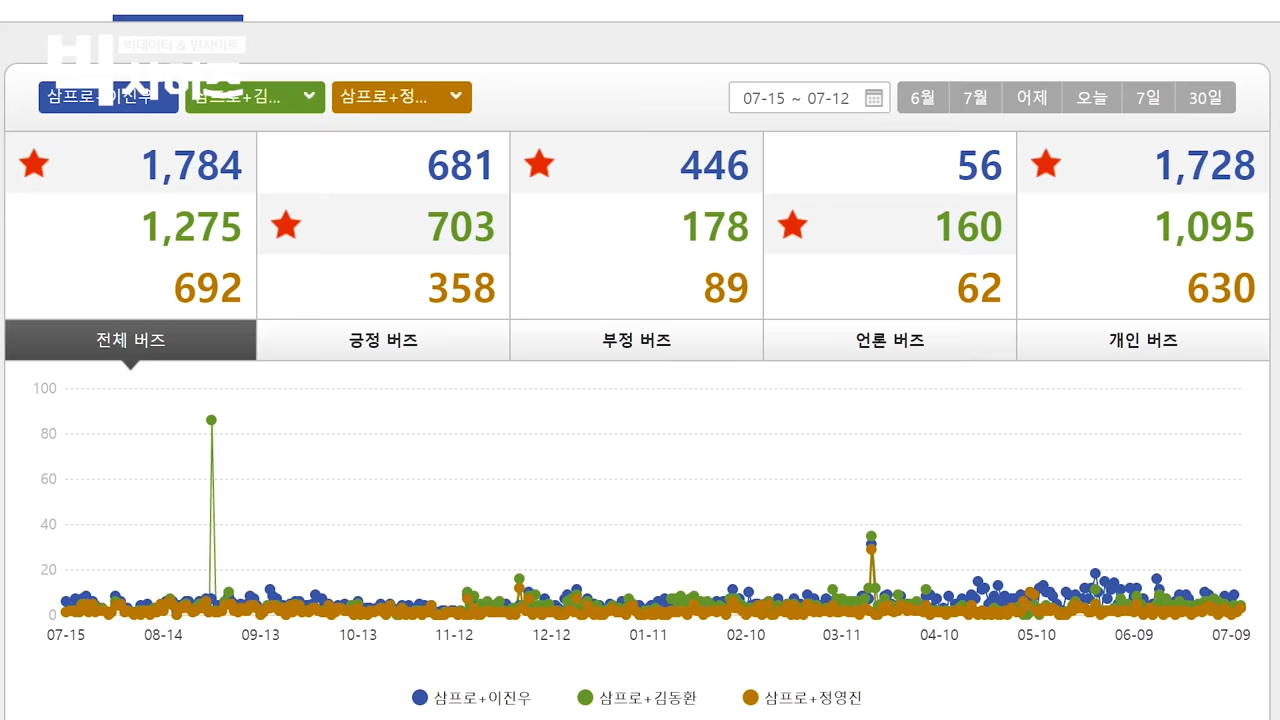 빅데이터 & 인사이트
삼프로+이진우
삼프로+김...
삼프로+정...
07-15 ~ 07-12
6월 7월 어제 오늘 7일 30일
1,784 681 446 56 1,728
1,275 703 178 160 1,095
692 358 89 62 630
전체 버즈 긍정 버즈 부정 버즈 언론 버즈 개인 버즈
100
80
60
40
20
0
07-15 08-14 09-13 10-13 11-12 12-12 01-11 02-10 03-11 04-10 05-10 06-09 07-09
삼프로+이진우 삼프로+김동환 삼프로+정영진